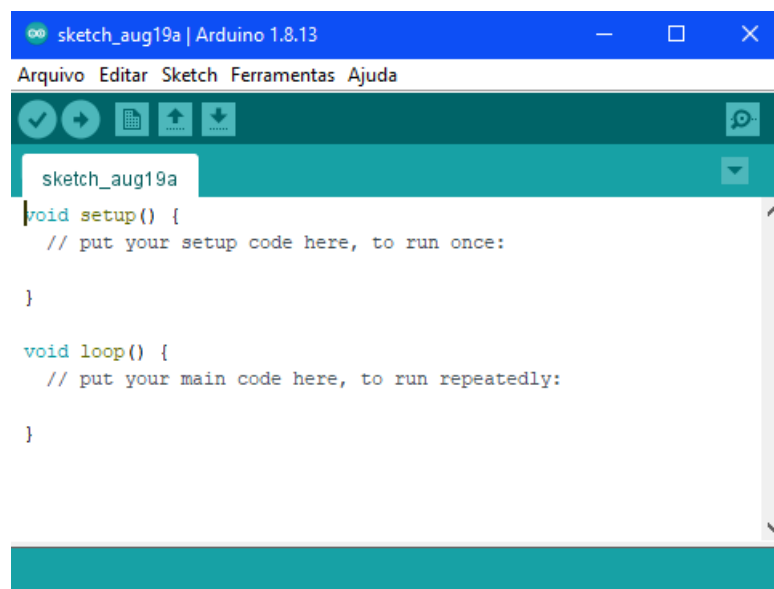 sketch_aug19a | Arduino 1.8.13
Arquivo Editar Sketch Ferramentas Ajuda
sketch_aug19a
void setup() {
  // put your setup code here, to run once:
}
void loop() {
  // put your main code here, to run repeatedly:
}